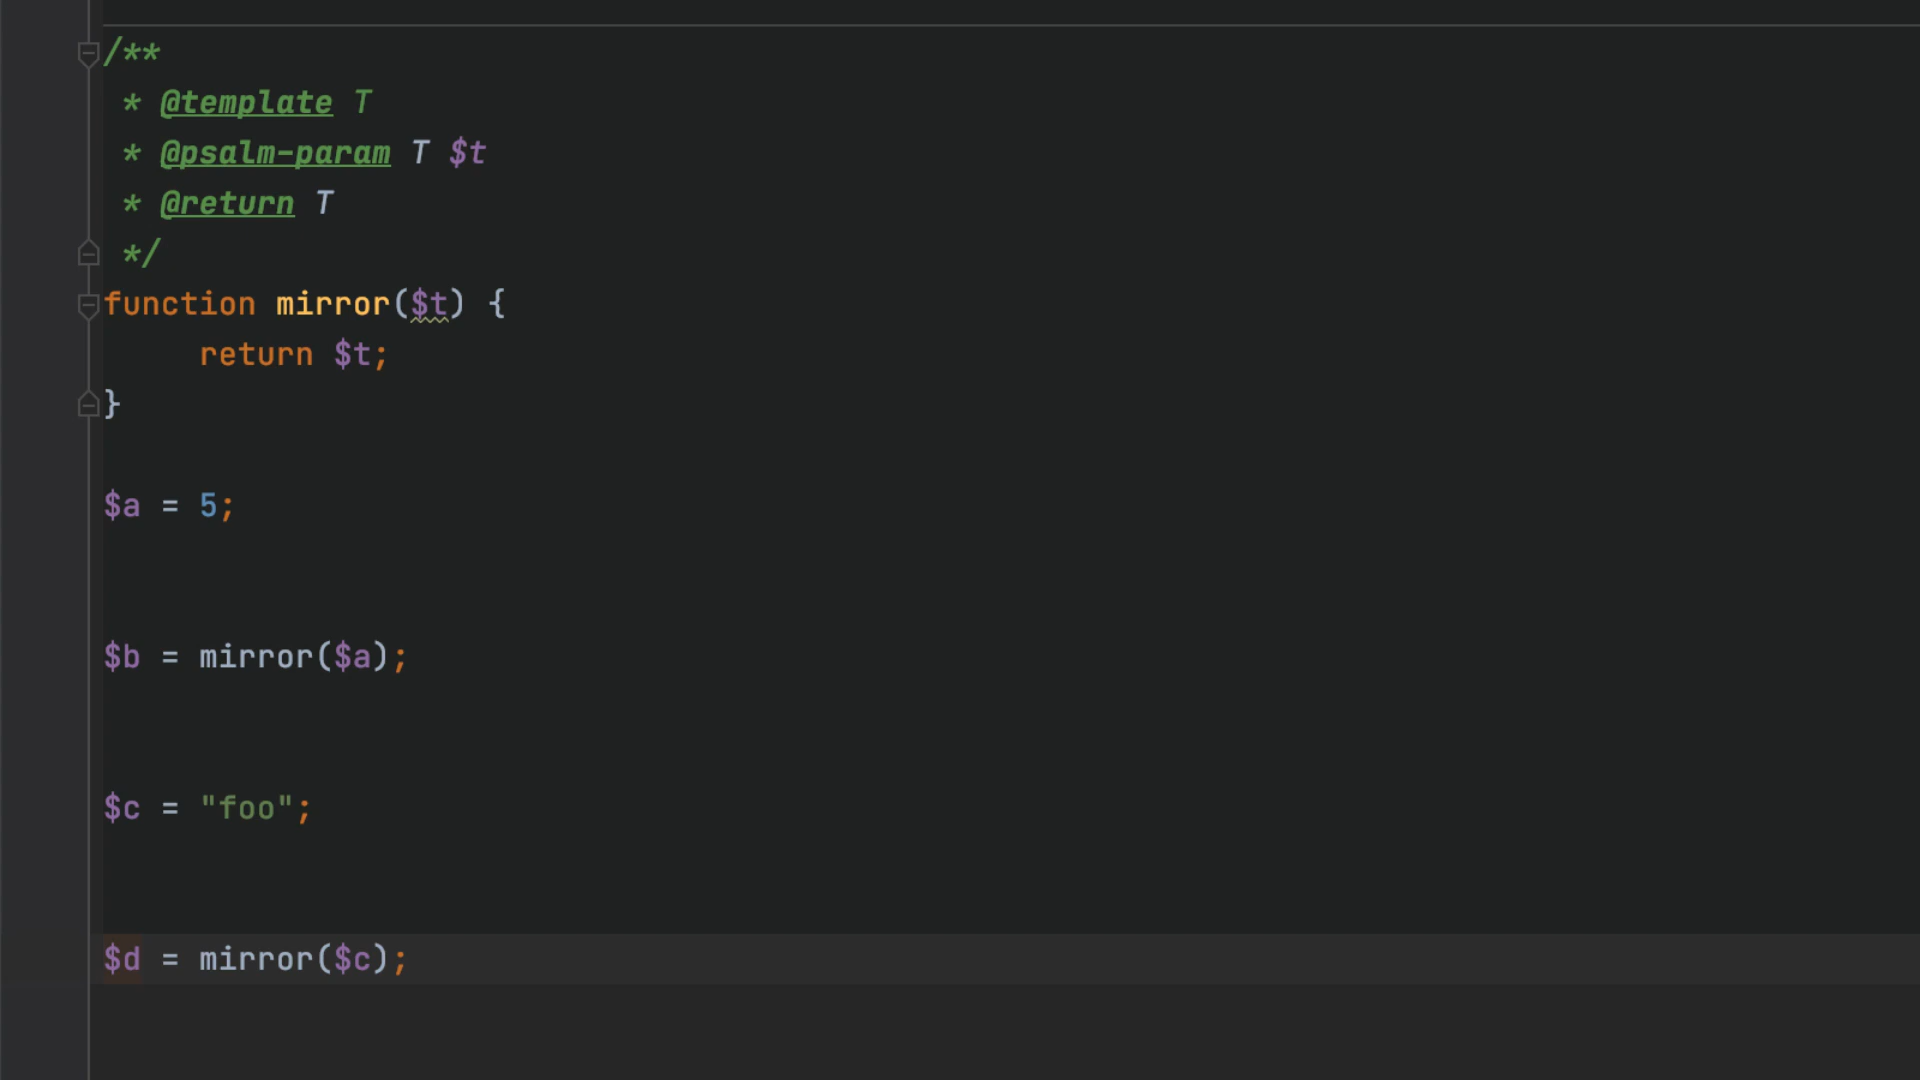 /**
* @template T
* @psalm-param T $t
* @return T
*/
function mirror($t) {
return $t;
}
$a = 5;
$b = mirror($a);
$c = "foo";
$d = mirror($c);